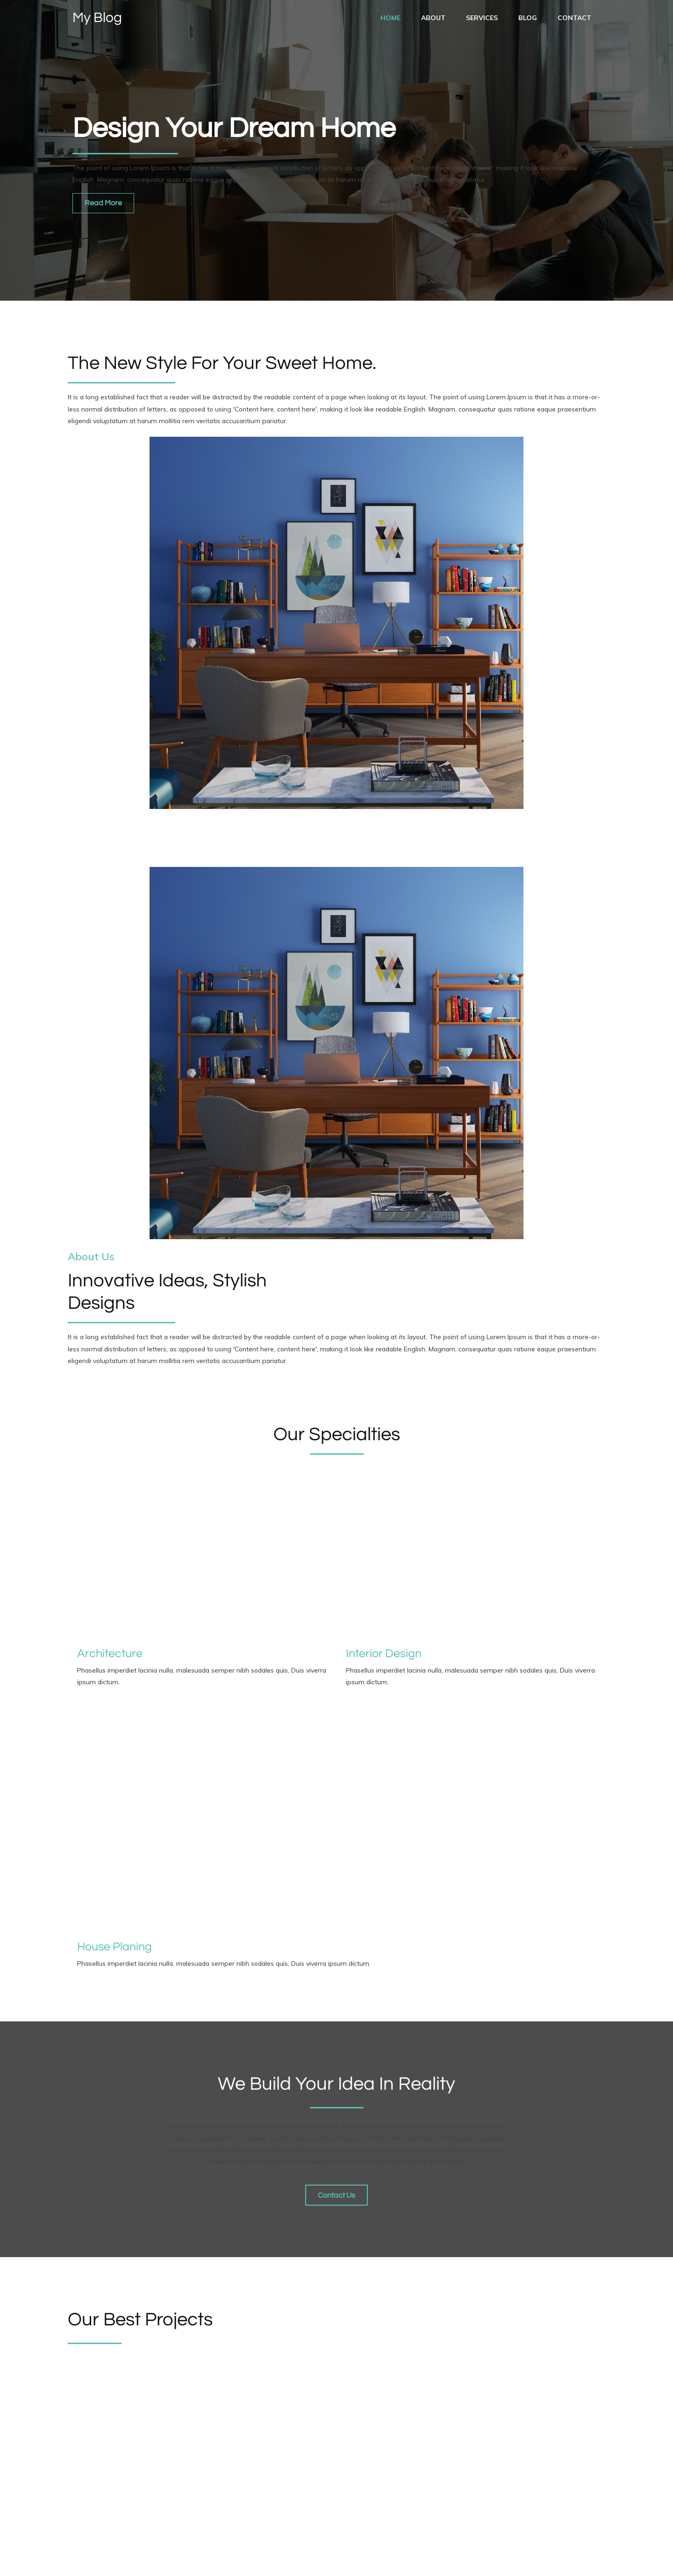 My Blog
HOME ABOUT SERVICES BLOG CONTACT
Design Your Dream Home
The point of using Lorem Ipsum is that it has a more-or-less normal distribution of letters, as opposed to using 'Content here, content here', making it look like readable
English. Magnam, consequatur quas ratione eaque
Read More
The New Style For Your Sweet Home.
It is a long established fact that a reader will be distracted by the readable content of a page when looking at its layout. The point of using Lorem Ipsum is that it has a more-or-
less normal distribution of letters, as opposed to using 'Content here, content here', making it look like readable English. Magnam, consequatur quas ratione eaque praesentium
eligendi voluptatum at harum mollitia rem veritatis accusantium pariatur.
About Us
Innovative Ideas, Stylish
Designs
It is a long established fact that a reader will be distracted by the readable content of a page when looking at its layout. The point of using Lorem Ipsum is that it has a more-or-
less normal distribution of letters, as opposed to using 'Content here, content here', making it look like readable English. Magnam, consequatur quas ratione eaque praesentium
eligendi voluptatum at harum mollitia rem veritatis accusantium pariatur.
Our Specialties
Architecture
Interior Design
Phasellus imperdiet lacinia nulla, malesuada semper nibh sodales quis, Duis viverra
ipsum dictum.
Phasellus imperdiet lacinia nulla, malesuada semper nibh sodales quis, Duis viverra
ipsum dictum.
House Planing
Phasellus imperdiet lacinia nulla, malesuada semper nibh sodales quis, Duis viverra ipsum dictum.
We Build Your Idea In Reality
Contact Us
Our Best Projects